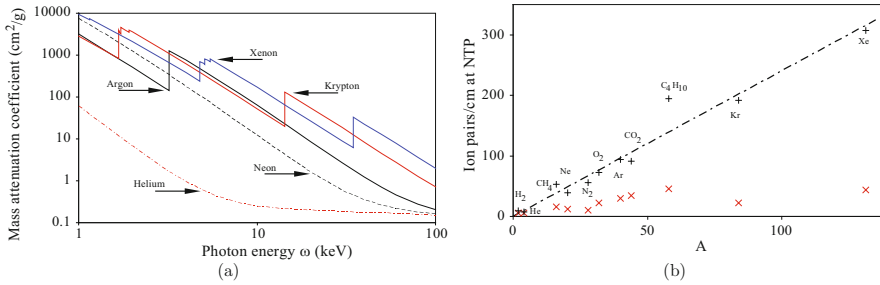 Mass attenuation coefficient (cm²/g)
10000
1000
100
10
1
0.1
Xenon
Argon
Krypton
Neon
Helium
1
10
100
Photon energy ω (keV)
(a)
Ion pairs/cm at NTP
300
200
100
0
Xe
C₄H₁₀
Kr
CO₂
O₂
Ar
Ne
CH₄
N₂
H₂
He
0
50
100
A
(b)